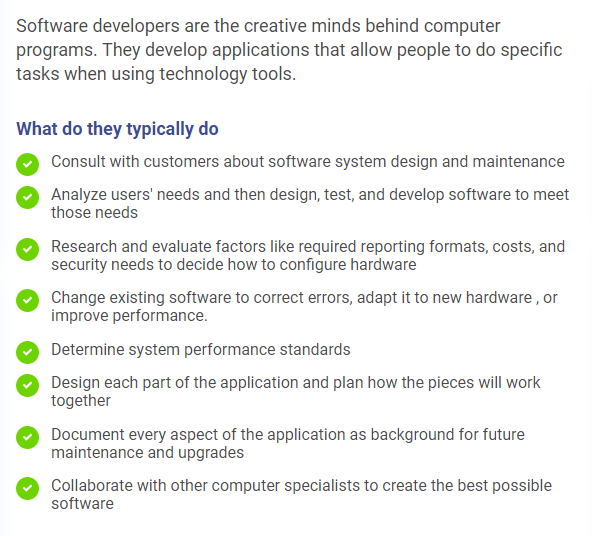 Software developers are the creative minds behind computer
programs. They develop applications that allow people to do specific
tasks when using technology tools.
What do they typically do
Consult with customers about software system design and maintenance
Analyze users' needs and then design, test, and develop software to meet
those needs
Research and evaluate factors like required reporting formats, costs, and
security needs to decide how to configure hardware
Change existing software to correct errors, adapt it to new hardware , or
improve performance.
Determine system performance standards
Design each part of the application and plan how the pieces will work
together
Document every aspect of the application as background for future
maintenance and upgrades
Collaborate with other computer specialists to create the best possible
software